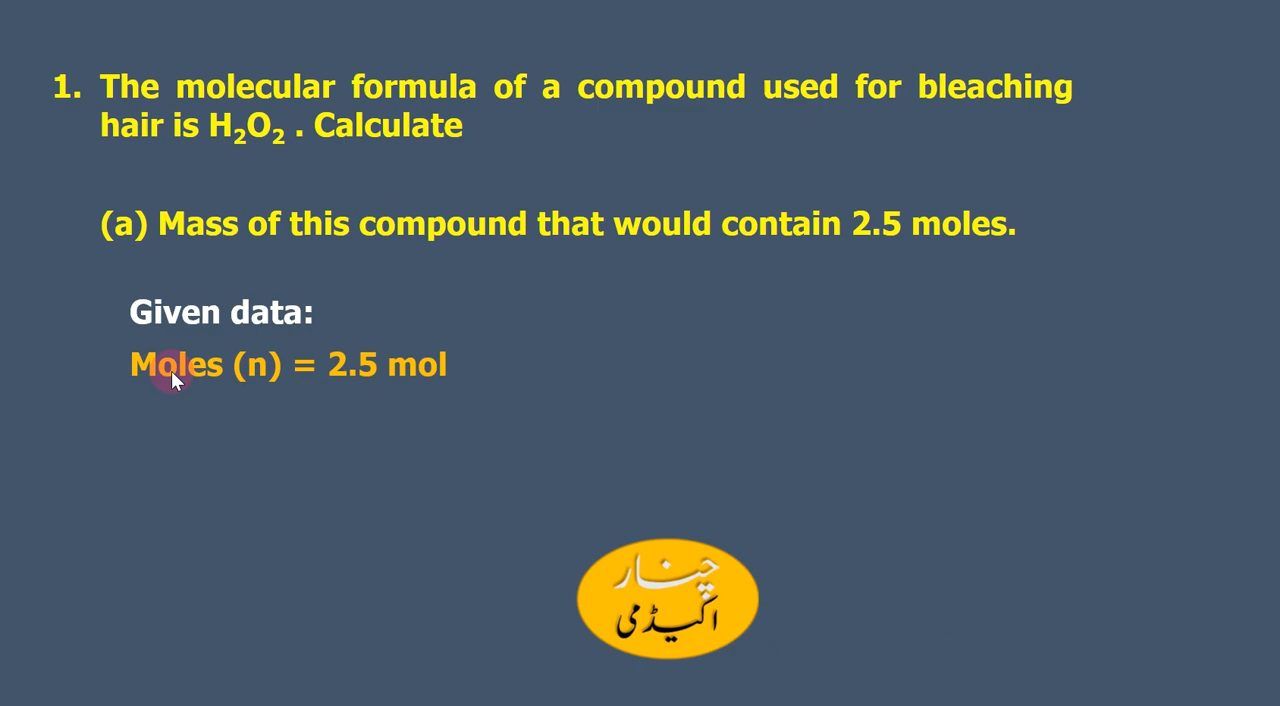 1. The molecular formula of a compound used for bleaching
hair is H₂O₂ . Calculate
(a) Mass of this compound that would contain 2.5 moles.
Given data:
Moles (n) = 2.5 mol
چنار
اکیڈمی